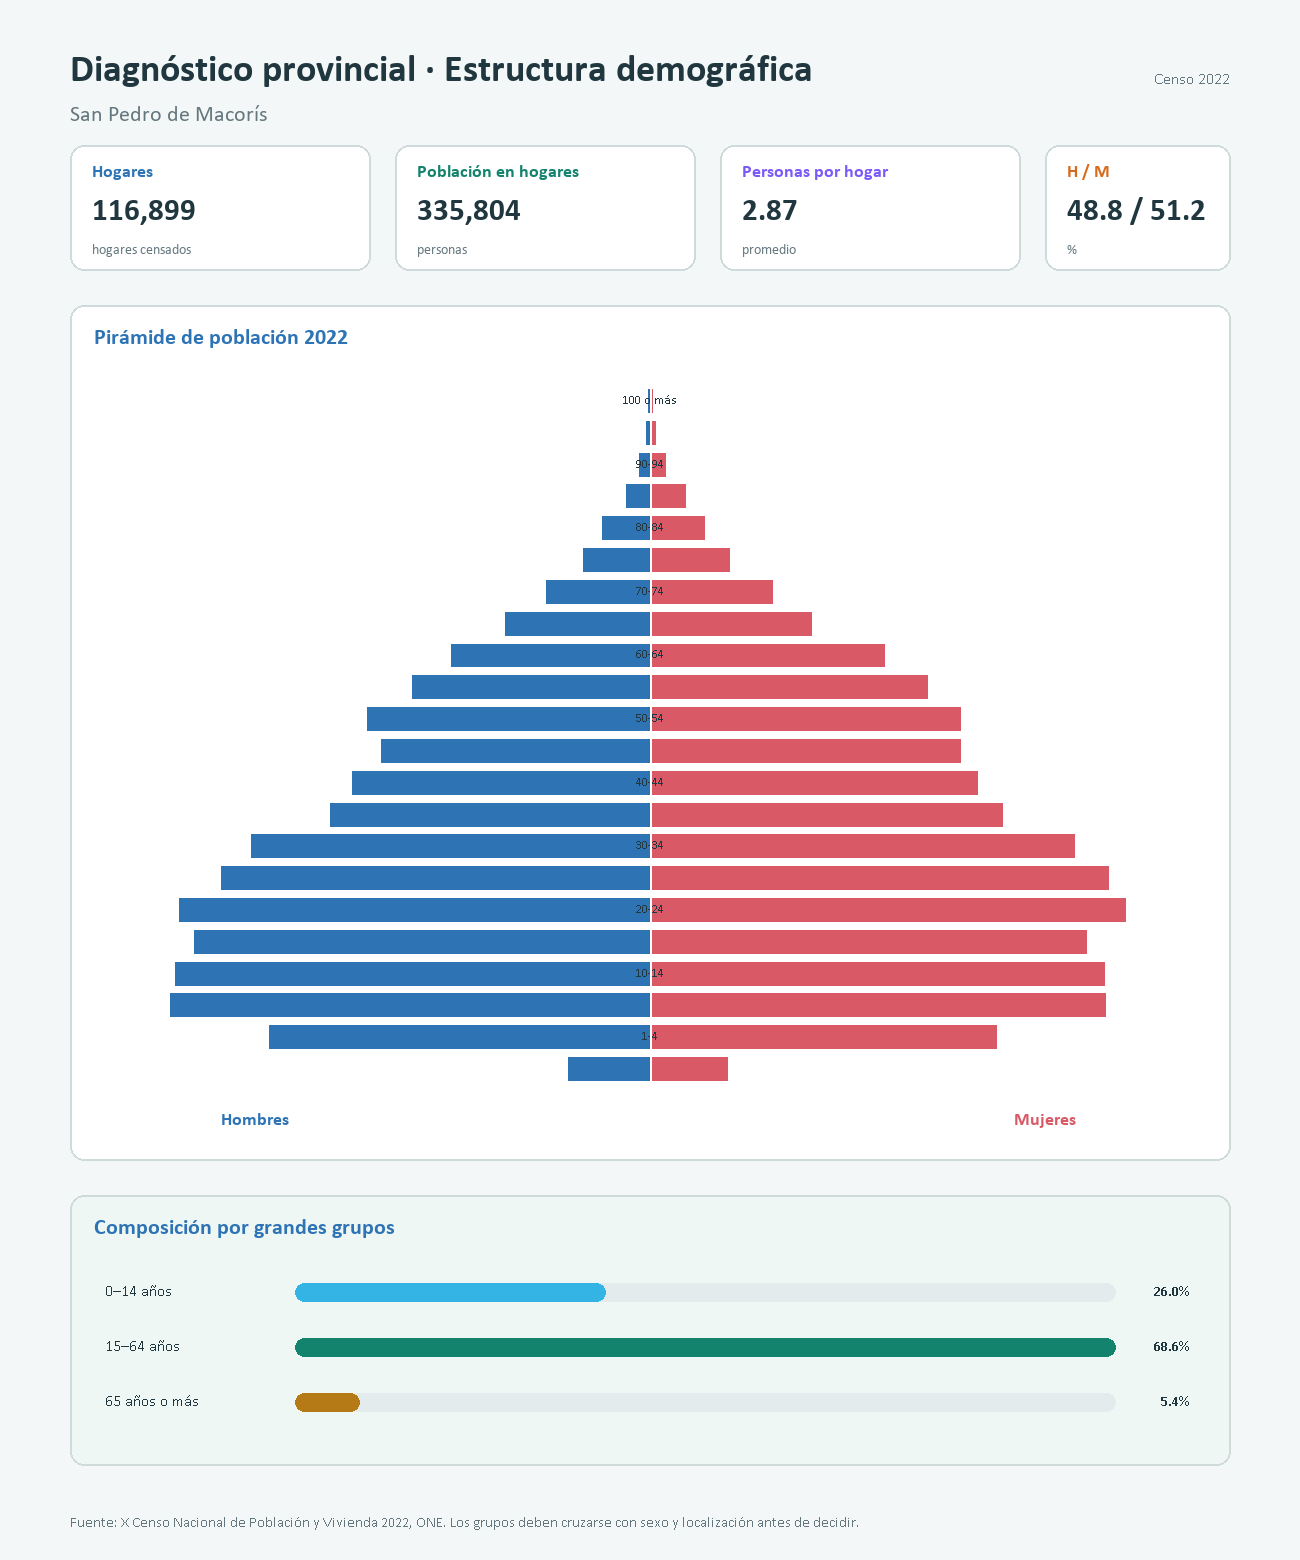 Diagnóstico provincial · Estructura demográfica
Censo 2022
San Pedro de Macorís
Hogares
116,899
hogares censados
Población en hogares
335,804
personas
Personas por hogar
2.87
promedio
H / M
48.8 / 51.2
%
Pirámide de población 2022
100 o más
90-94
80-84
70-74
60-64
50-54
40-44
30-34
20-24
10-14
1-4
Hombres
Mujeres
Composición por grandes grupos
0–14 años
26.0%
15–64 años
68.6%
65 años o más
5.4%
Fuente: X Censo Nacional de Población y Vivienda 2022, ONE. Los grupos deben cruzarse con sexo y localización antes de decidir.